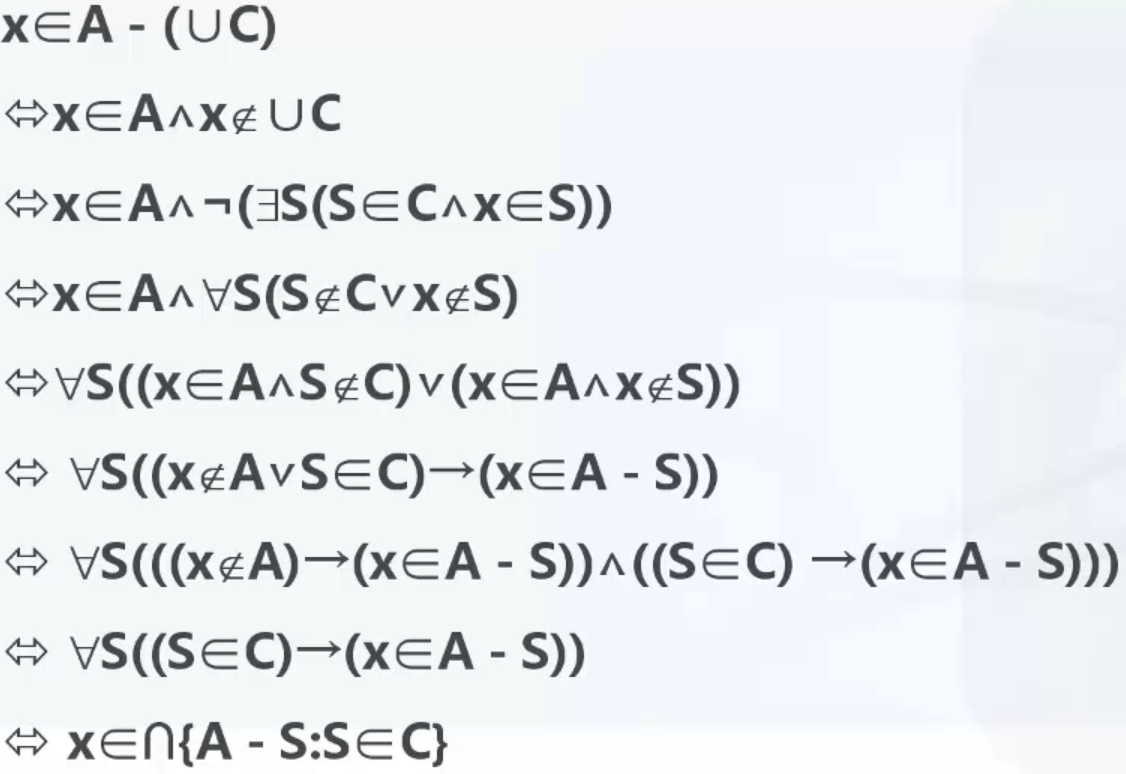 x∈A - (∪C)
⇔x∈A∧x∉∪C
⇔x∈A∧¬(∃S(S∈C∧x∈S))
⇔x∈A∧∀S(S∉C∨x∉S)
⇔∀S((x∈A∧S∉C)∨(x∈A∧x∉S))
⇔ ∀S((x∉A∨S∈C)→(x∈A - S))
⇔ ∀S(((x∉A)→(x∈A - S))∧((S∈C) →(x∈A - S)))
⇔ ∀S((S∈C)→(x∈A - S))
⇔ x∈∩{A - S:S∈C}